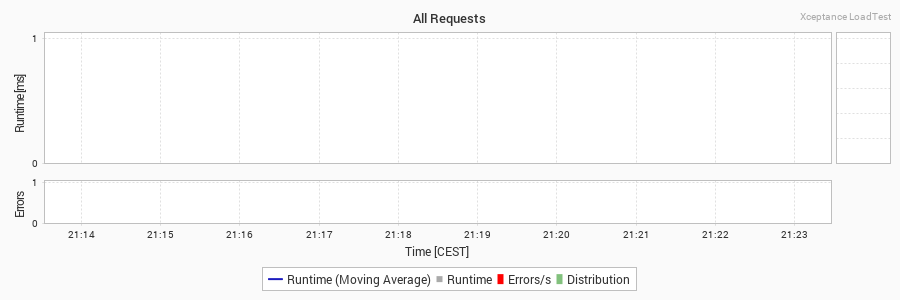 All Requests
Xceptance LoadTest
1
Runtime [ms]
0
1
Errors
0
21:14 21:15 21:16 21:17 21:18 21:19 21:20 21:21 21:22 21:23
Time [CEST]
Runtime (Moving Average) Runtime Errors/s Distribution